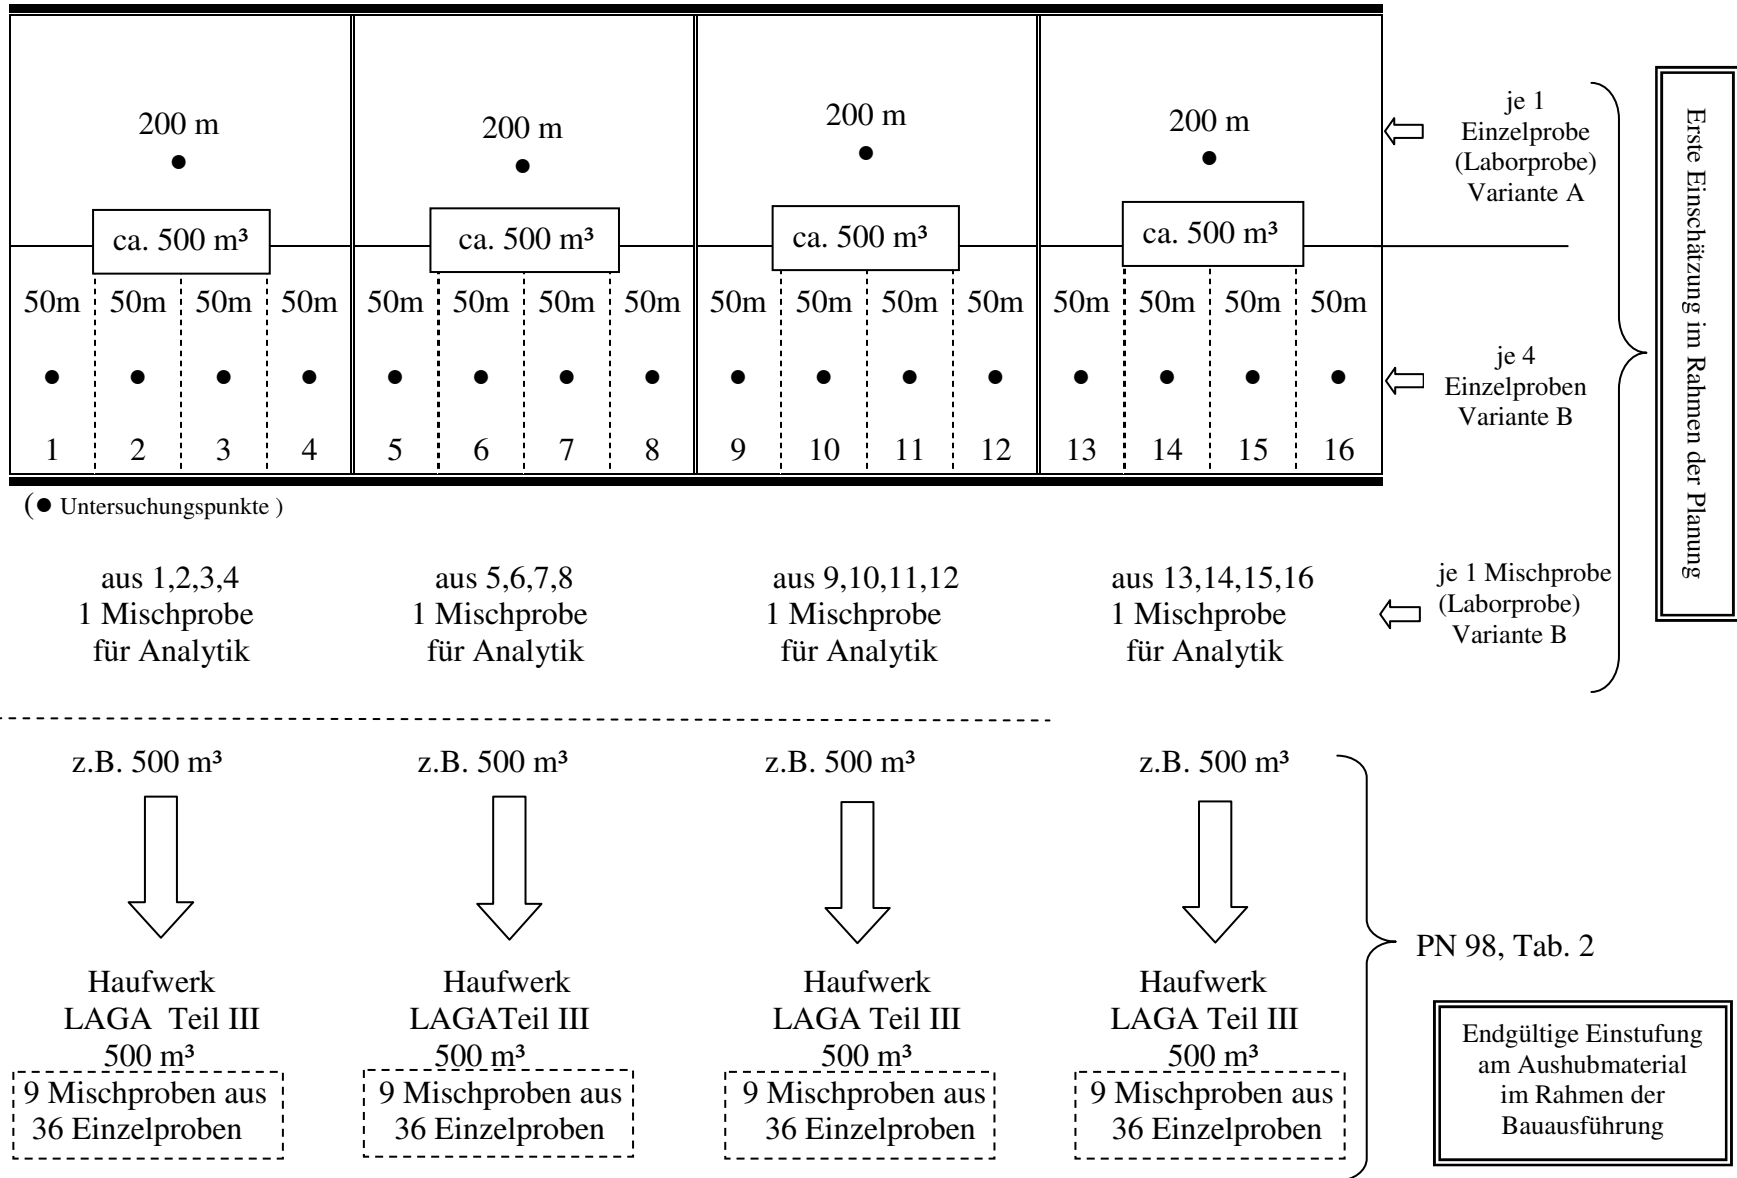 200 m
200 m
200 m
200 m
je 1
Einzelprobe
(Laborprobe)
Variante A
ca. 500 m³
ca. 500 m³
ca. 500 m³
ca. 500 m³
50m 50m 50m 50m 50m 50m 50m 50m 50m 50m 50m 50m 50m 50m 50m 50m
je 4
Einzelproben
Variante B
1 2 3 4 5 6 7 8 9 10 11 12 13 14 15 16
(● Untersuchungspunkte )
Erste Einschätzung im Rahmen der Planung
aus 1,2,3,4
1 Mischprobe
für Analytik
aus 5,6,7,8
1 Mischprobe
für Analytik
aus 9,10,11,12
1 Mischprobe
für Analytik
aus 13,14,15,16
1 Mischprobe
für Analytik
je 1 Mischprobe
(Laborprobe)
Variante B
z.B. 500 m³
z.B. 500 m³
z.B. 500 m³
z.B. 500 m³
Haufwerk
LAGA Teil III
500 m³
9 Mischproben aus
36 Einzelproben
Haufwerk
LAGATeil III
500 m³
9 Mischproben aus
36 Einzelproben
Haufwerk
LAGA Teil III
500 m³
9 Mischproben aus
36 Einzelproben
Haufwerk
LAGA Teil III
500 m³
9 Mischproben aus
36 Einzelproben
PN 98, Tab. 2
Endgültige Einstufung
am Aushubmaterial
im Rahmen der
Bauausführung